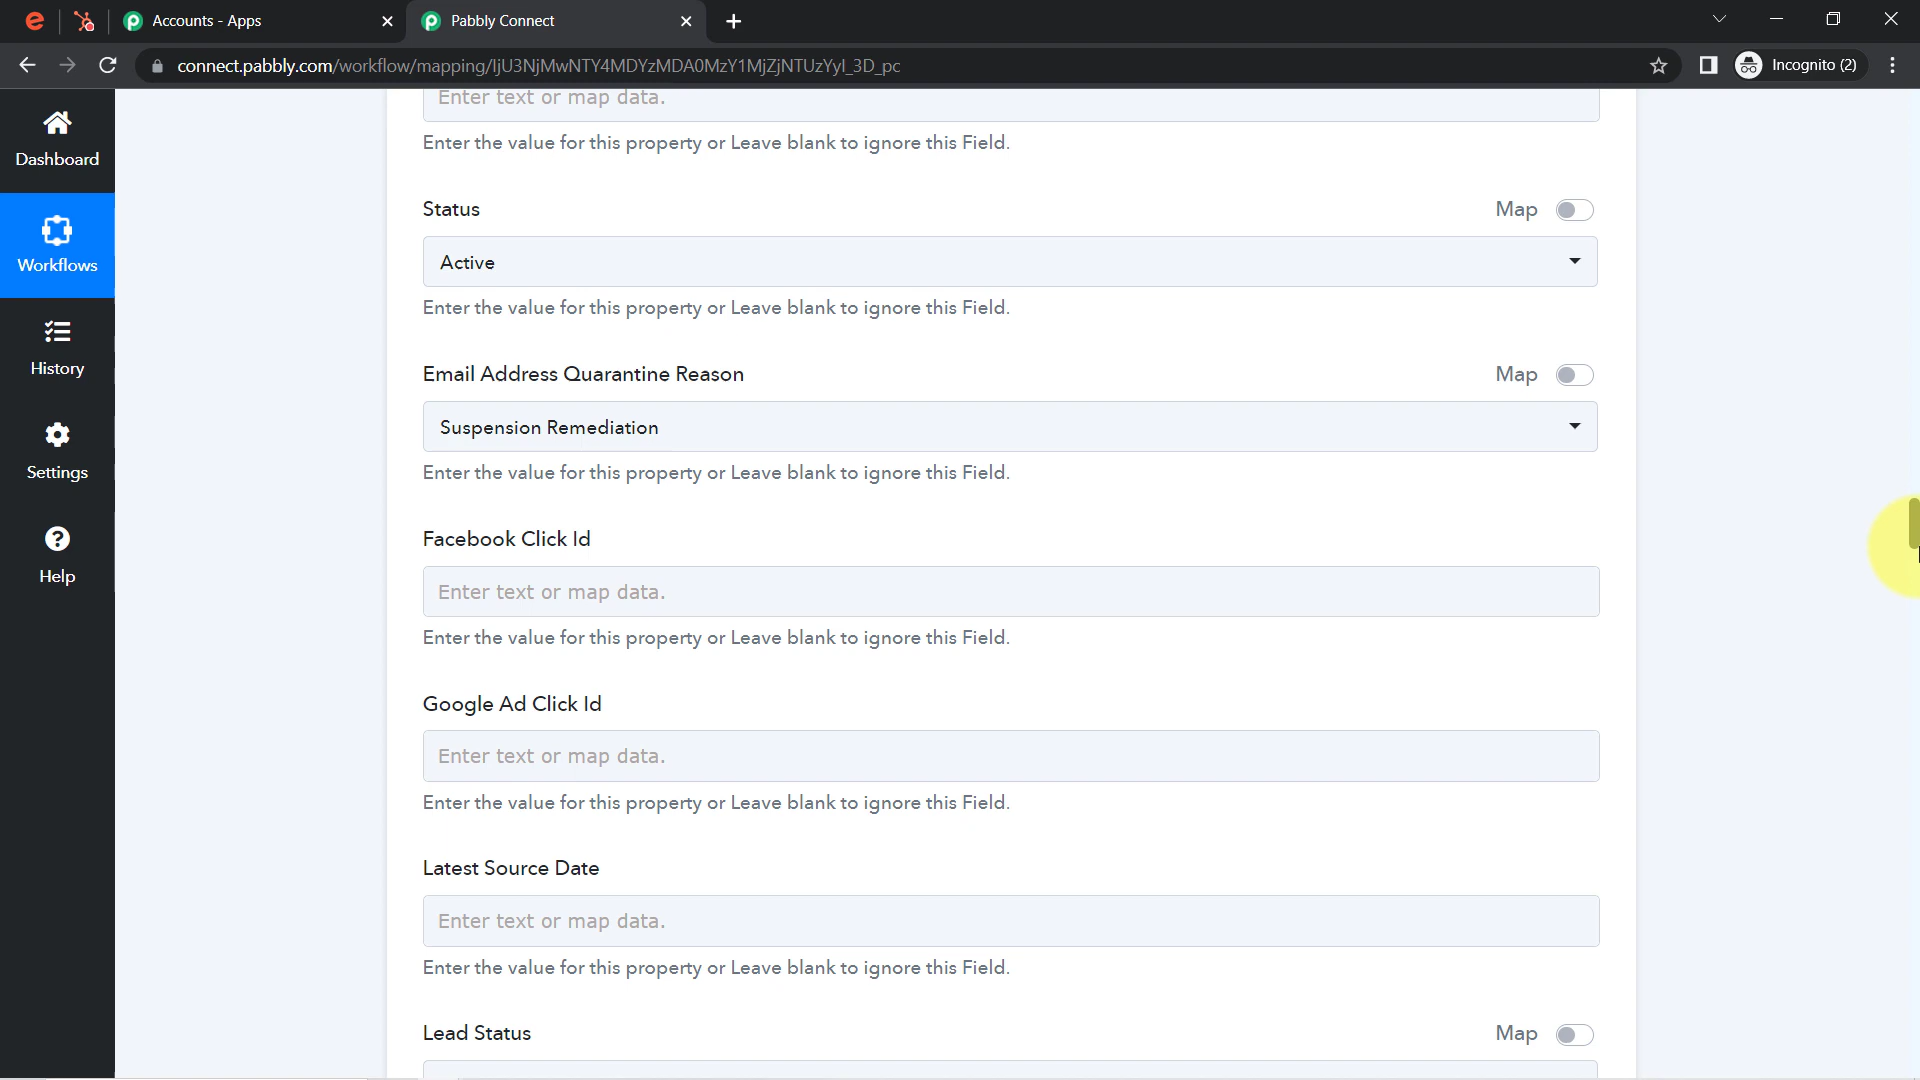 Accounts - Apps
Pabbly Connect
connect.pabbly.com/workflow/mapping/IjU3NjMwNTY4MDYzMDA0MzY1MjZjNTUzYyI_3D_pc
Incognito (2)
Dashboard
Workflows
History
Settings
Help
Enter text or map data.
Enter the value for this property or Leave blank to ignore this Field.
Status
Map
Active
Enter the value for this property or Leave blank to ignore this Field.
Email Address Quarantine Reason
Map
Suspension Remediation
Enter the value for this property or Leave blank to ignore this Field.
Facebook Click Id
Enter text or map data.
Enter the value for this property or Leave blank to ignore this Field.
Google Ad Click Id
Enter text or map data.
Enter the value for this property or Leave blank to ignore this Field.
Latest Source Date
Enter text or map data.
Enter the value for this property or Leave blank to ignore this Field.
Lead Status
Map